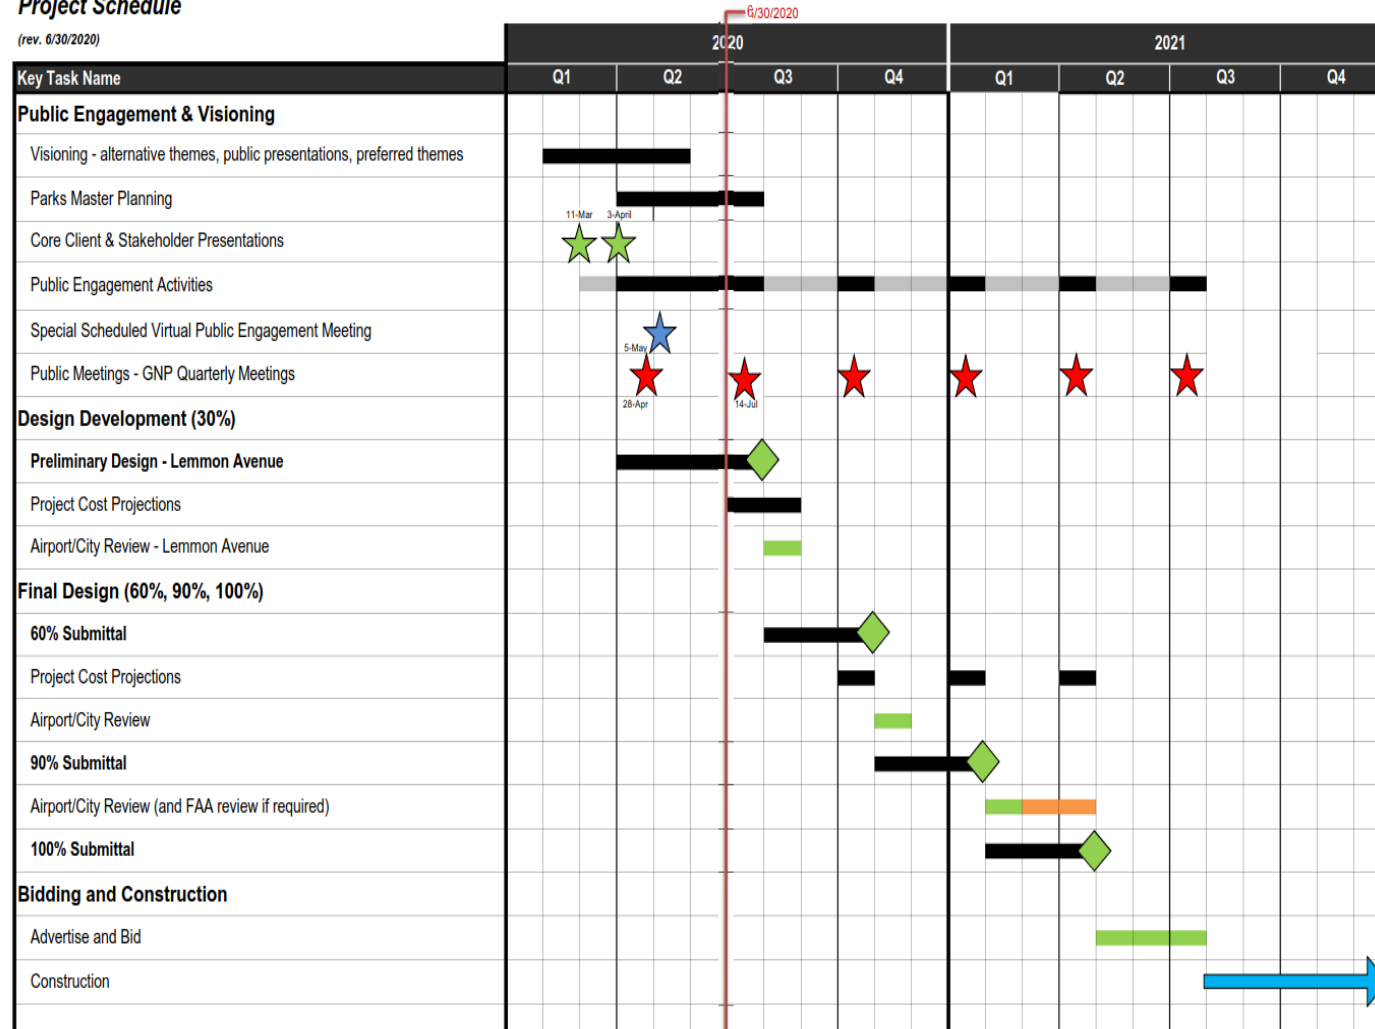 Project Schedule
6/30/2020
(rev. 6/30/2020)
2020 2021
Key Task Name Q1 Q2 Q3 Q4 Q1 Q2 Q3 Q4
Public Engagement & Visioning
Visioning - alternative themes, public presentations, preferred themes
Parks Master Planning
11-Mar 3-April
Core Client & Stakeholder Presentations
Public Engagement Activities
Special Scheduled Virtual Public Engagement Meeting
5-May
Public Meetings - GNP Quarterly Meetings
28-Apr 14-Jul
Design Development (30%)
Preliminary Design - Lemmon Avenue
Project Cost Projections
Airport/City Review - Lemmon Avenue
Final Design (60%, 90%, 100%)
60% Submittal
Project Cost Projections
Airport/City Review
90% Submittal
Airport/City Review (and FAA review if required)
100% Submittal
Bidding and Construction
Advertise and Bid
Construction